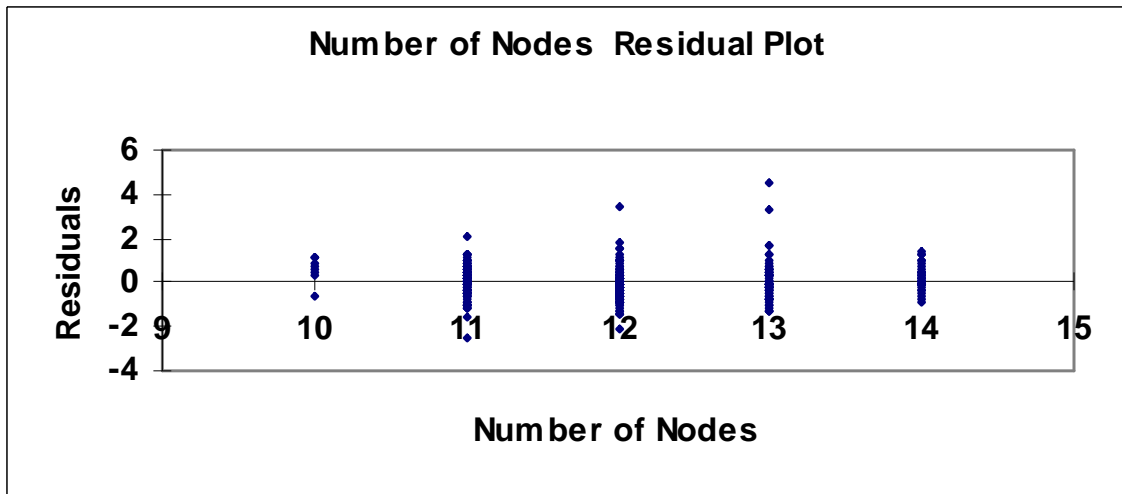 Number of Nodes Residual Plot
6
4
2
0
-2
-4
Residuals
9 10 11 12 13 14 15
Number of Nodes